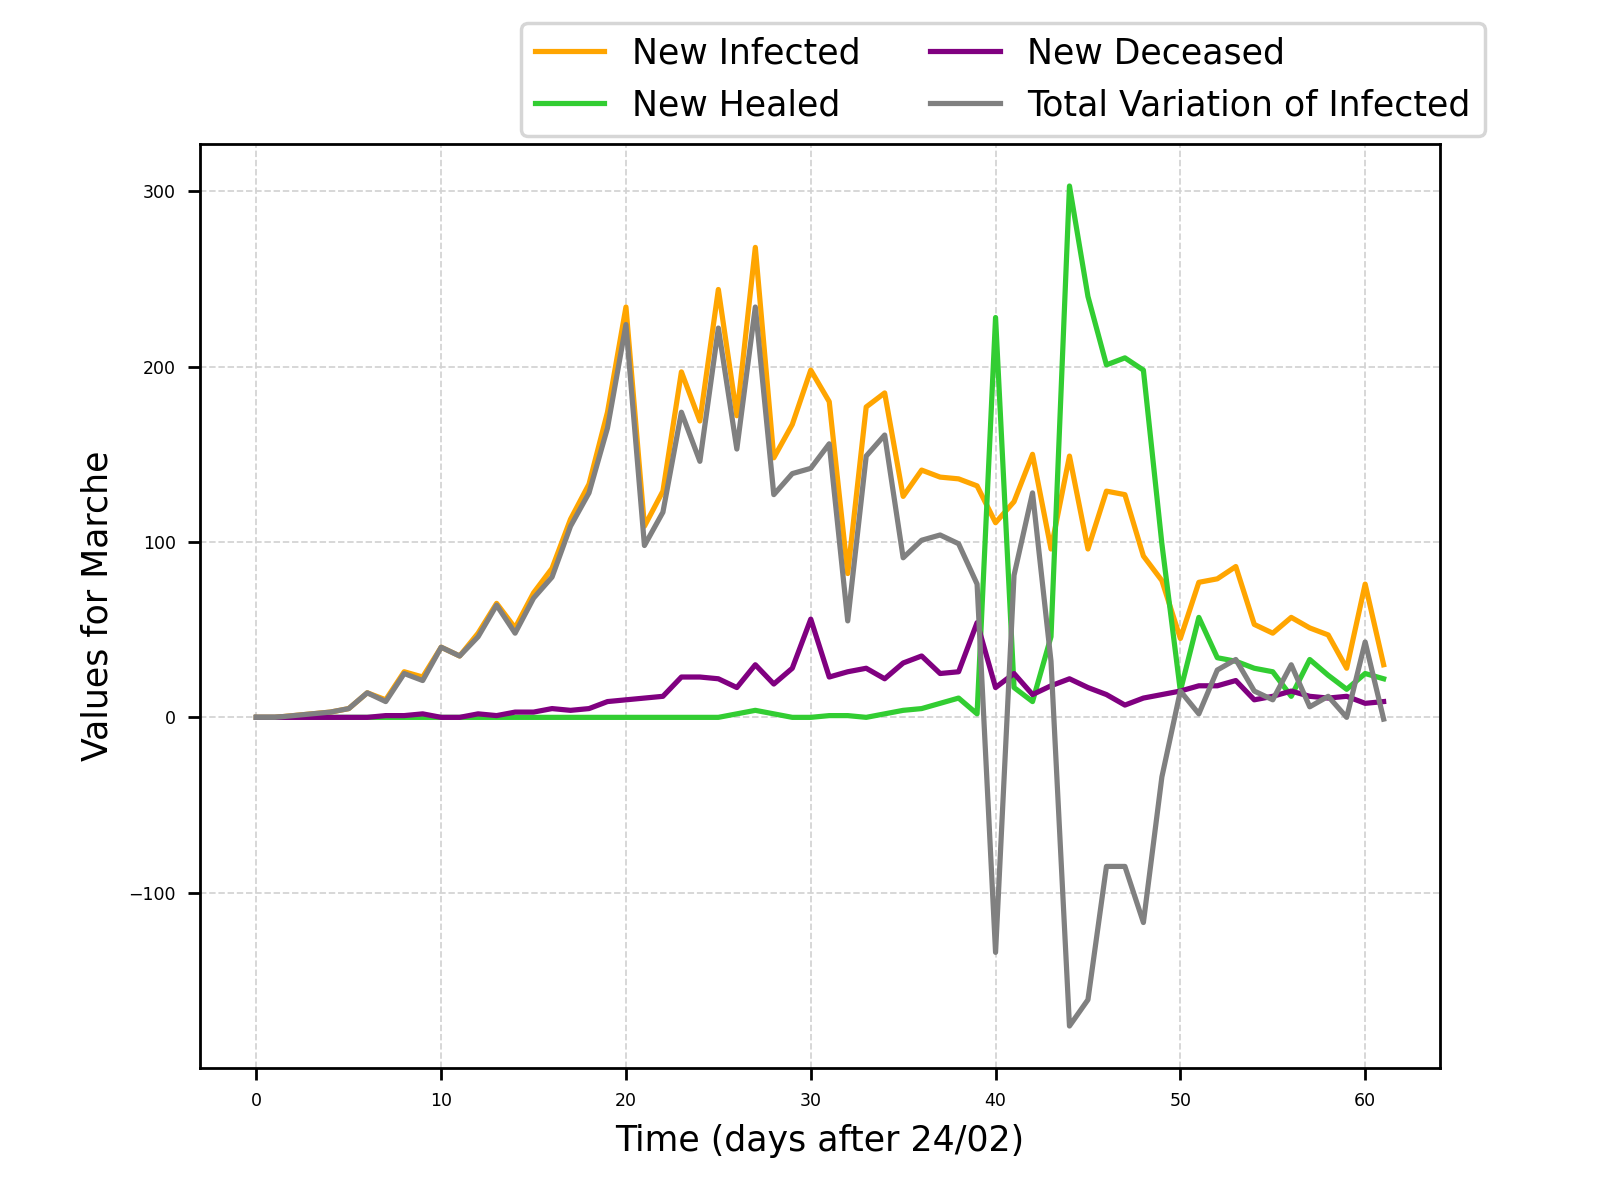 New Infected
New Healed
New Deceased
Total Variation of Infected
300
200
100
0
−100
Values for Marche
0 10 20 30 40 50 60
Time (days after 24/02)